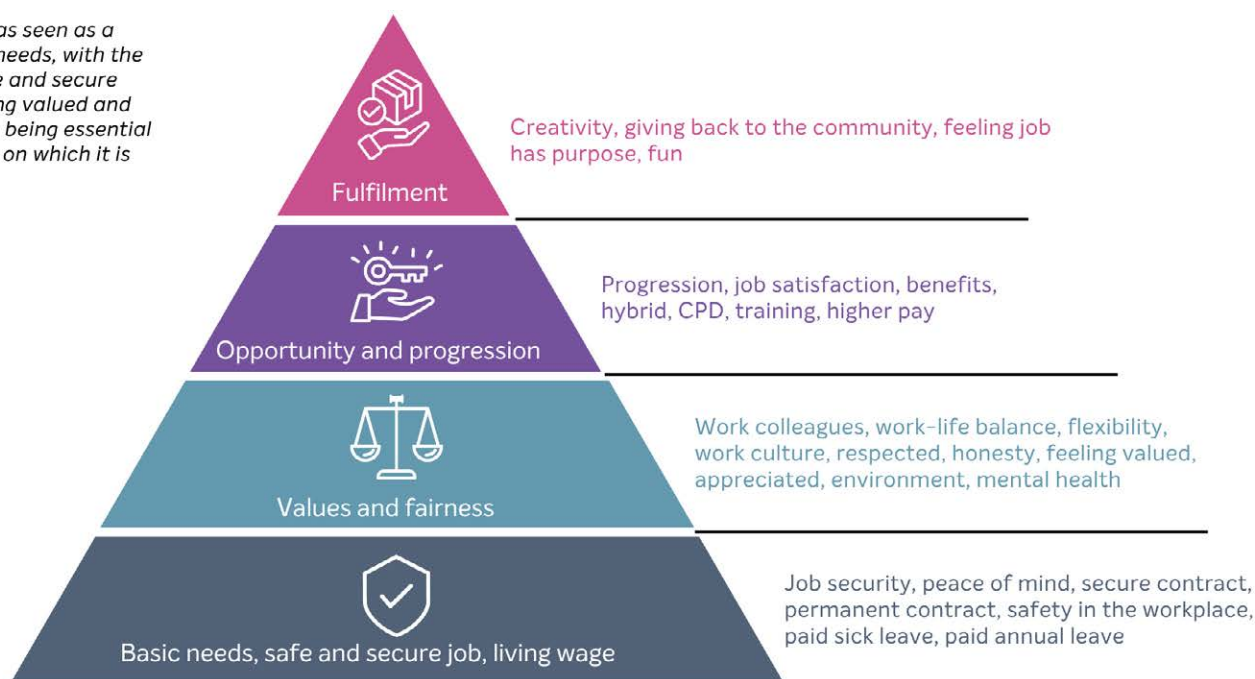 as seen as a
needs, with the
e and secure
ng valued and
being essential
on which it is
Creativity, giving back to the community, feeling job
has purpose, fun
Fulfilment
Progression, job satisfaction, benefits,
hybrid, CPD, training, higher pay
Opportunity and progression
Work colleagues, work-life balance, flexibility,
work culture, respected, honesty, feeling valued,
appreciated, environment, mental health
Values and fairness
Job security, peace of mind, secure contract,
permanent contract, safety in the workplace,
paid sick leave, paid annual leave
Basic needs, safe and secure job, living wage